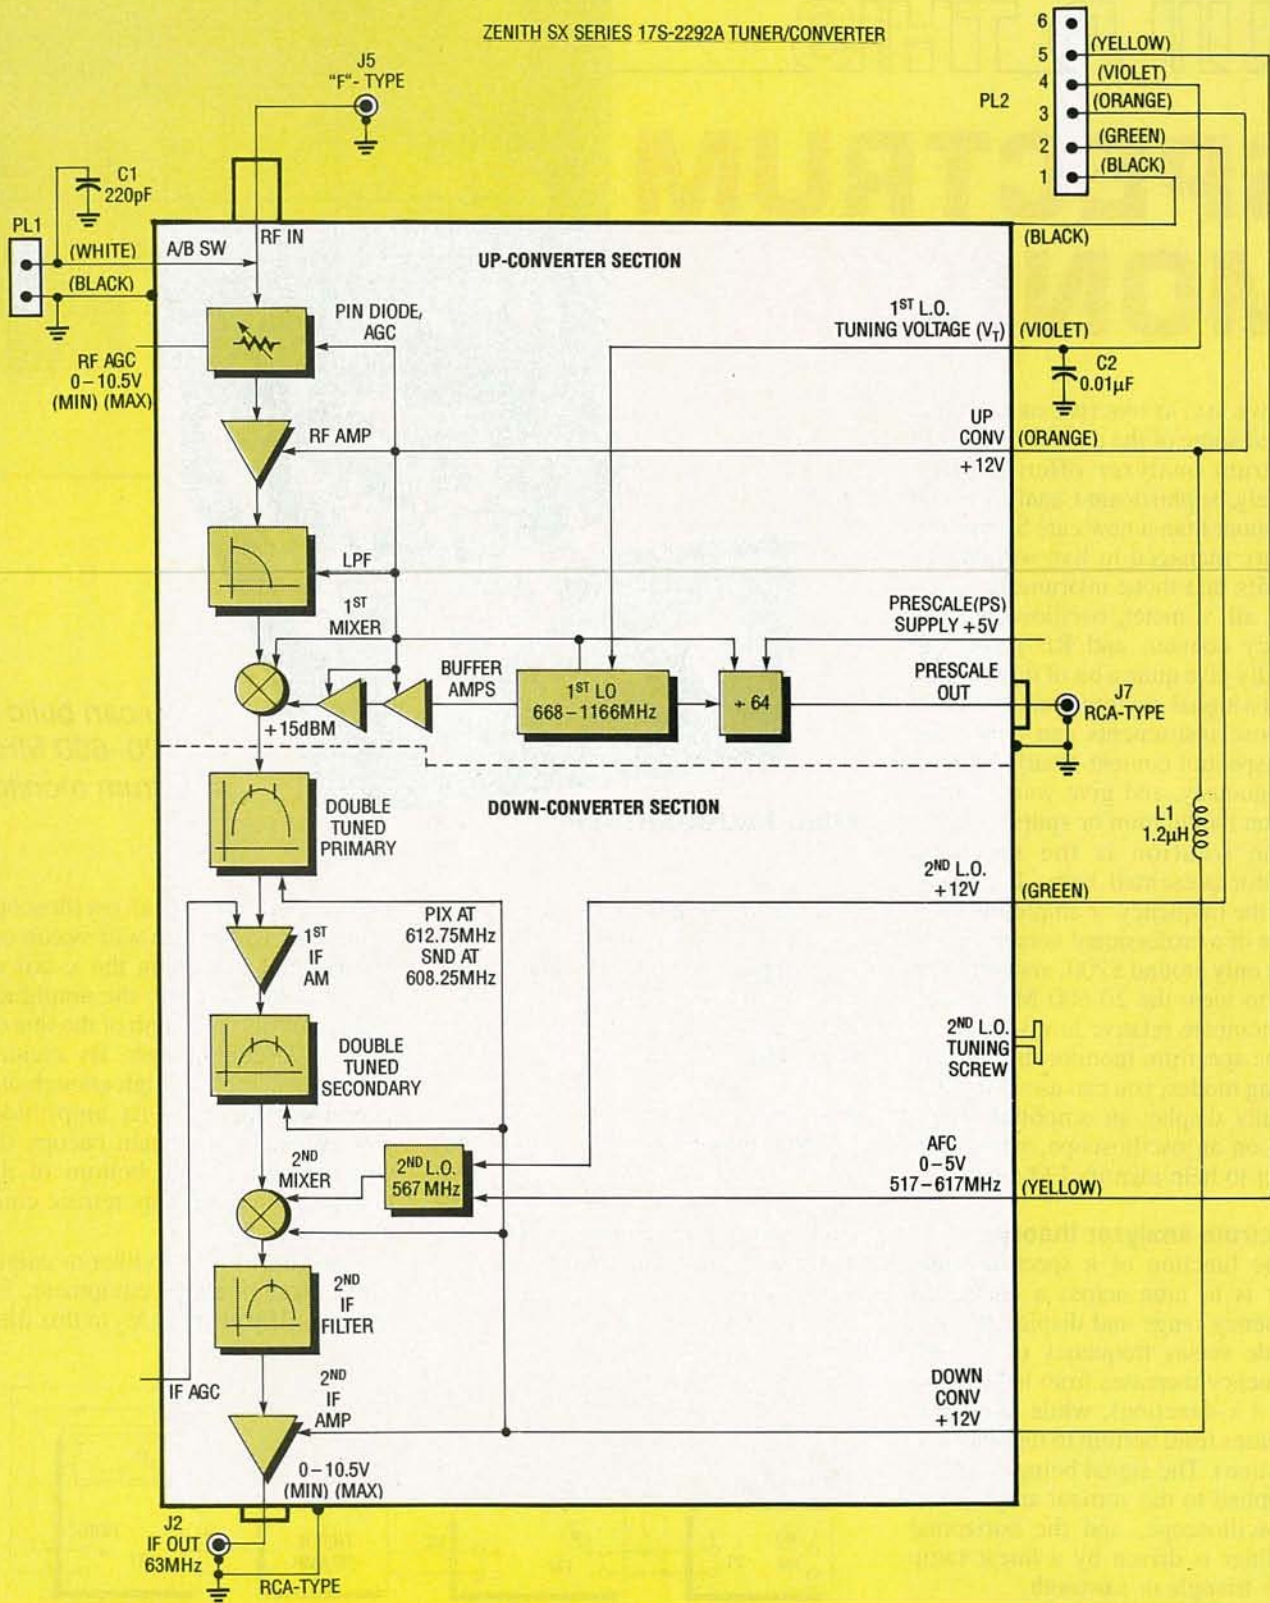 ZENITH SX SERIES 17S-2292A TUNER/CONVERTER
J5
"F"- TYPE
PL2
6
5
4
3
2
1
(YELLOW)
(VIOLET)
(ORANGE)
(GREEN)
(BLACK)
C1
220pF
PL1
(WHITE)
(BLACK)
A/B SW
RF IN
UP-CONVERTER SECTION
(BLACK)
PIN DIODE,
AGC
1ST L.O.
TUNING VOLTAGE (VT)
(VIOLET)
C2
0.01µF
RF AGC
0–10.5V
(MIN) (MAX)
RF AMP
UP
CONV
+12V
(ORANGE)
LPF
1ST
MIXER
PRESCALE(PS)
SUPPLY +5V
BUFFER
AMPS
1ST LO
668–1166MHz
÷ 64
PRESCALE
OUT
J7
RCA-TYPE
+15dBM
DOUBLE
TUNED
PRIMARY
DOWN-CONVERTER SECTION
L1
1.2µH
2ND L.O.
+12V
(GREEN)
PIX AT
612.75MHz
SND AT
608.25MHz
1ST
IF
AM
DOUBLE
TUNED
SECONDARY
2ND L.O.
TUNING
SCREW
2ND
MIXER
2ND L.O.
567 MHz
AFC
0–5V
517–617MHz
(YELLOW)
2ND
IF
FILTER
IF AGC
2ND
IF
AMP
DOWN
CONV
+12V
0–10.5V
(MIN) (MAX)
J2
IF OUT
63MHz
RCA-TYPE